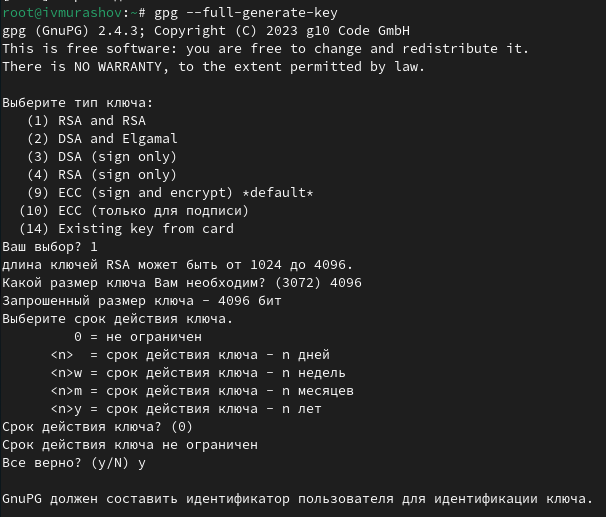 root@ivmurashov:~# gpg --full-generate-key
gpg (GnuPG) 2.4.3; Copyright (C) 2023 g10 Code GmbH
This is free software: you are free to change and redistribute it.
There is NO WARRANTY, to the extent permitted by law.
Выберите тип ключа:
(1) RSA and RSA
(2) DSA and Elgamal
(3) DSA (sign only)
(4) RSA (sign only)
(9) ECC (sign and encrypt) *default*
(10) ECC (только для подписи)
(14) Existing key from card
Ваш выбор? 1
длина ключей RSA может быть от 1024 до 4096.
Какой размер ключа Вам необходим? (3072) 4096
Запрошенный размер ключа - 4096 бит
Выберите срок действия ключа.
0 = не ограничен
<n>  = срок действия ключа - n дней
<n>w = срок действия ключа - n недель
<n>m = срок действия ключа - n месяцев
<n>y = срок действия ключа - n лет
Срок действия ключа? (0)
Срок действия ключа не ограничен
Все верно? (y/N) y
GnuPG должен составить идентификатор пользователя для идентификации ключа.